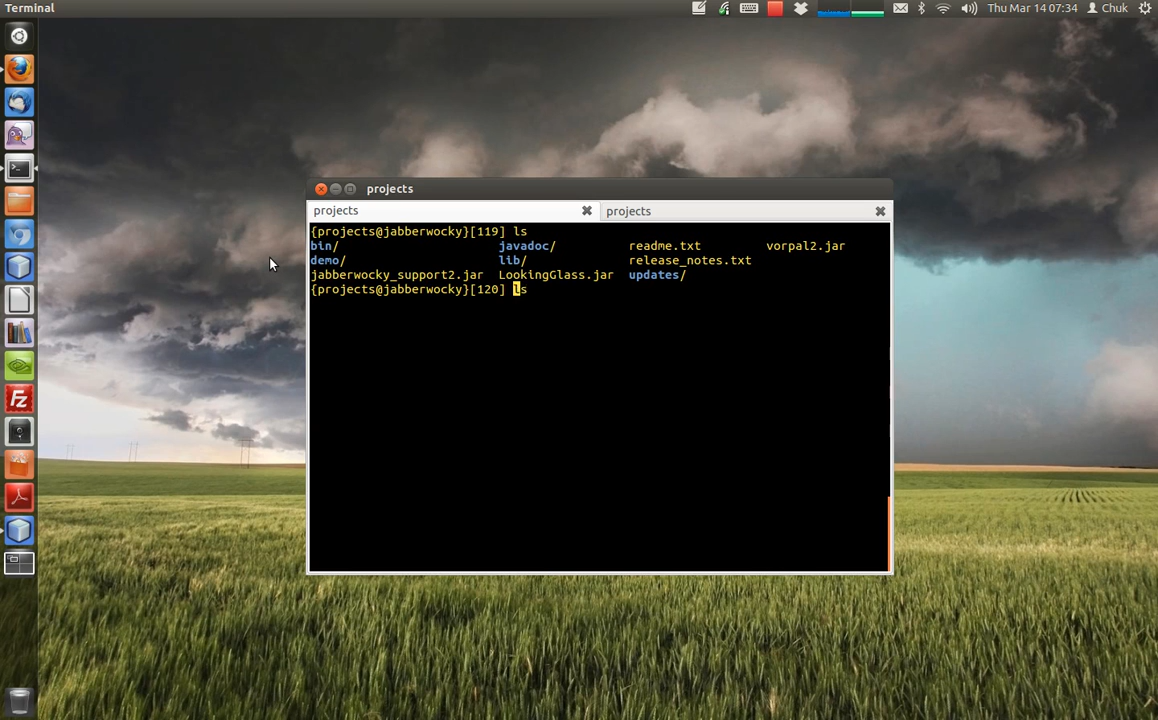 Terminal
Thu Mar 14 07:34 Chuk
projects
projects projects
{projects@jabberwocky}[119] ls
bin/ javadoc/ readme.txt vorpal2.jar
demo/ lib/ release_notes.txt
jabberwocky_support2.jar LookingGlass.jar updates/
{projects@jabberwocky}[120] ls